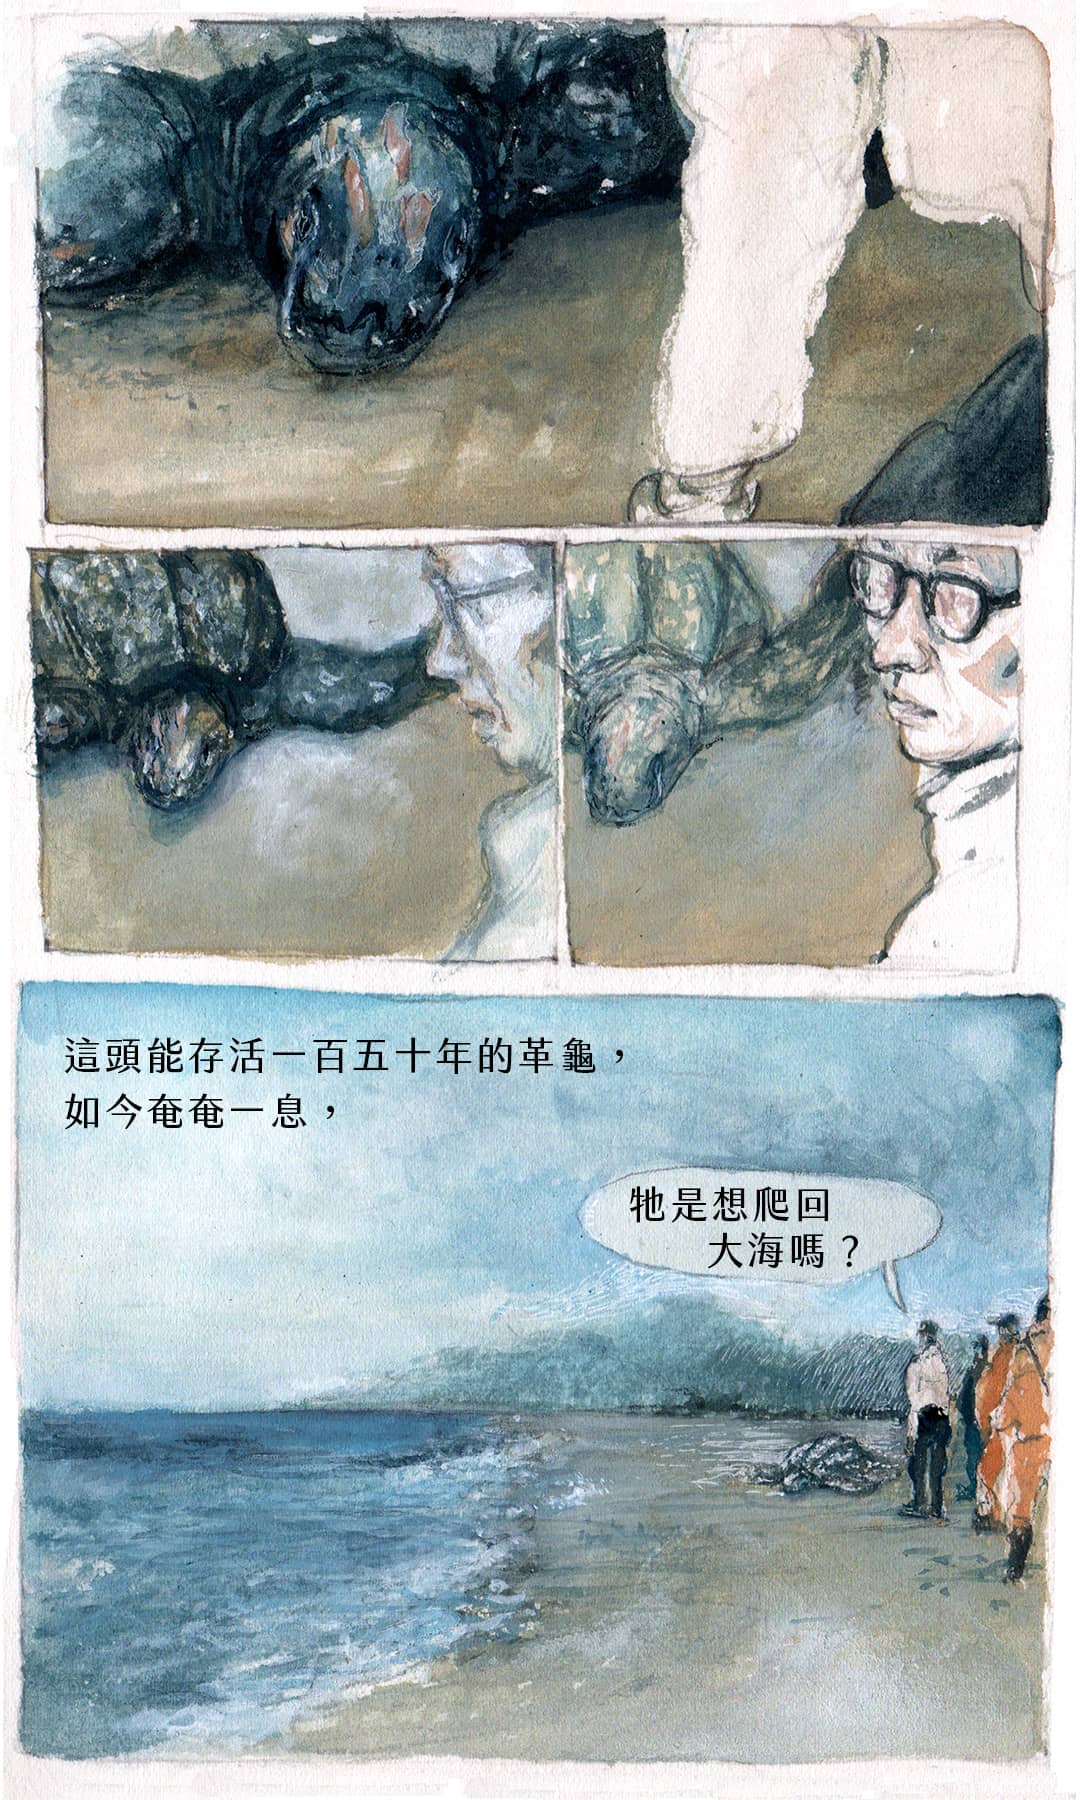 這頭能存活一百五十年的革龜，
如今奄奄一息，
牠是想爬回
大海嗎？